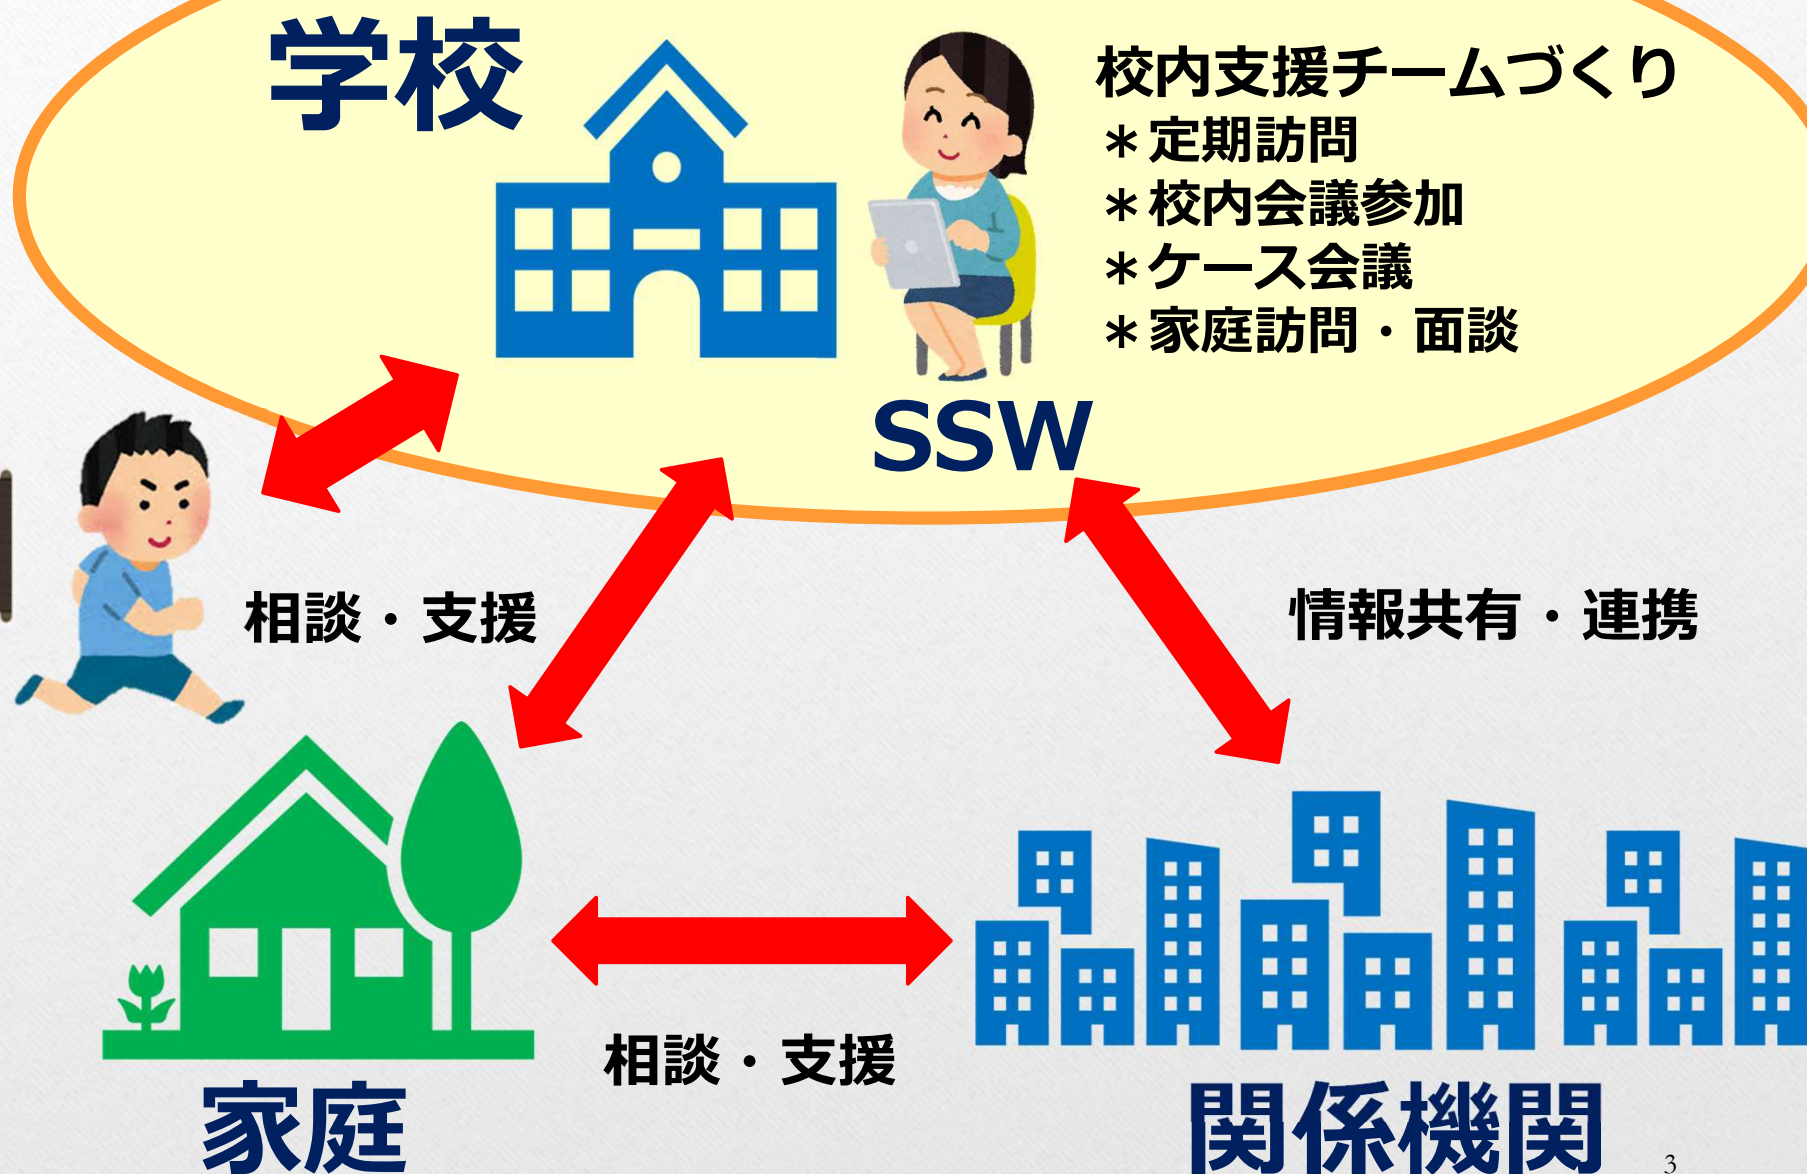 学校
校内支援チームづくり
＊定期訪問
＊校内会議参加
＊ケース会議
＊家庭訪問・面談
SSW
相談・支援
情報共有・連携
相談・支援
家庭
関係機関
3